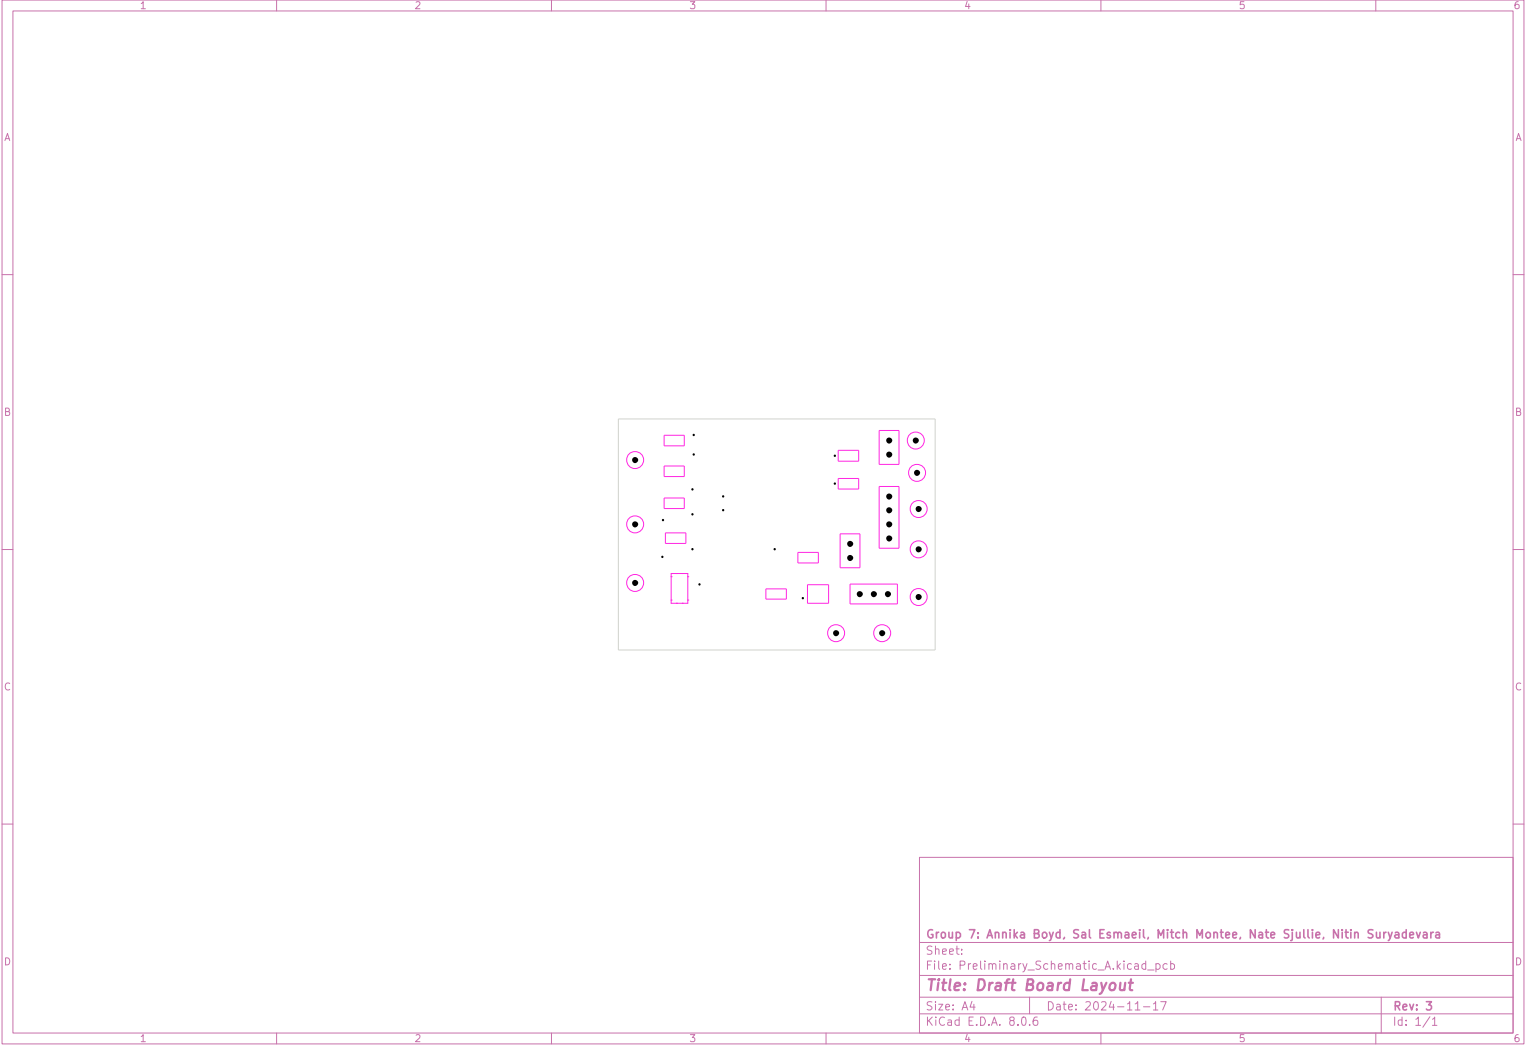 1 2 3 4 5 6
A A
B B
C C
D D
Group 7: Annika Boyd, Sal Esmaeil, Mitch Montee, Nate Sjullie, Nitin Suryadevara
Sheet:
File: Preliminary_Schematic_A.kicad_pcb
Title: Draft Board Layout
Size: A4 Date: 2024-11-17 Rev: 3
KiCad E.D.A. 8.0.6 Id: 1/1
1 2 3 4 5 6